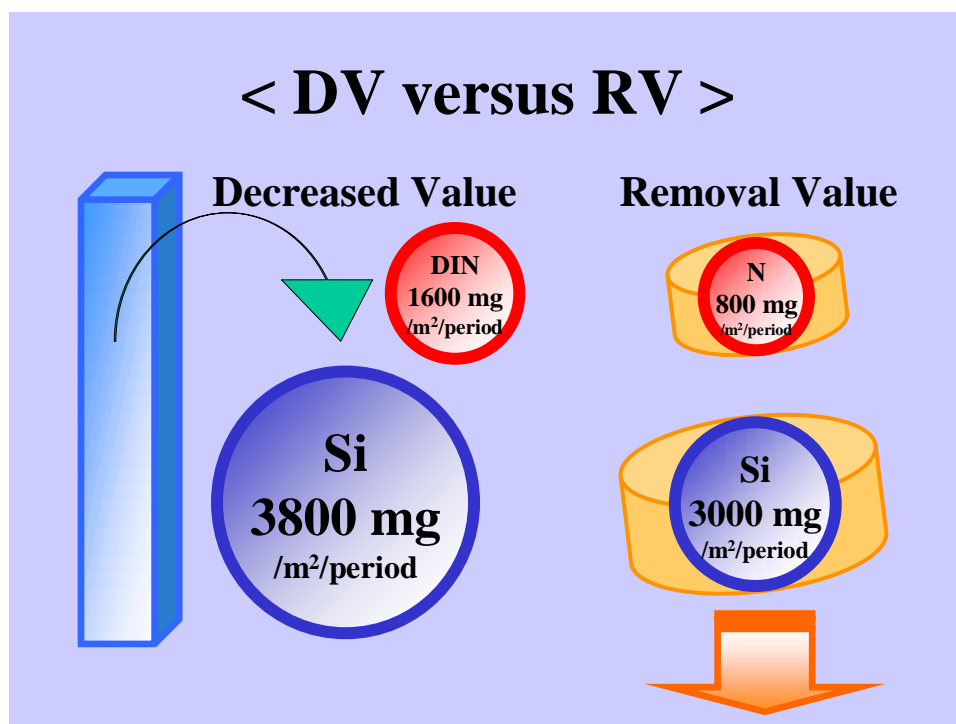 < DV versus RV >
Decreased Value
Removal Value
DIN
1600 mg
/m²/period
N
800 mg
/m²/period
Si
3800 mg
/m²/period
Si
3000 mg
/m²/period